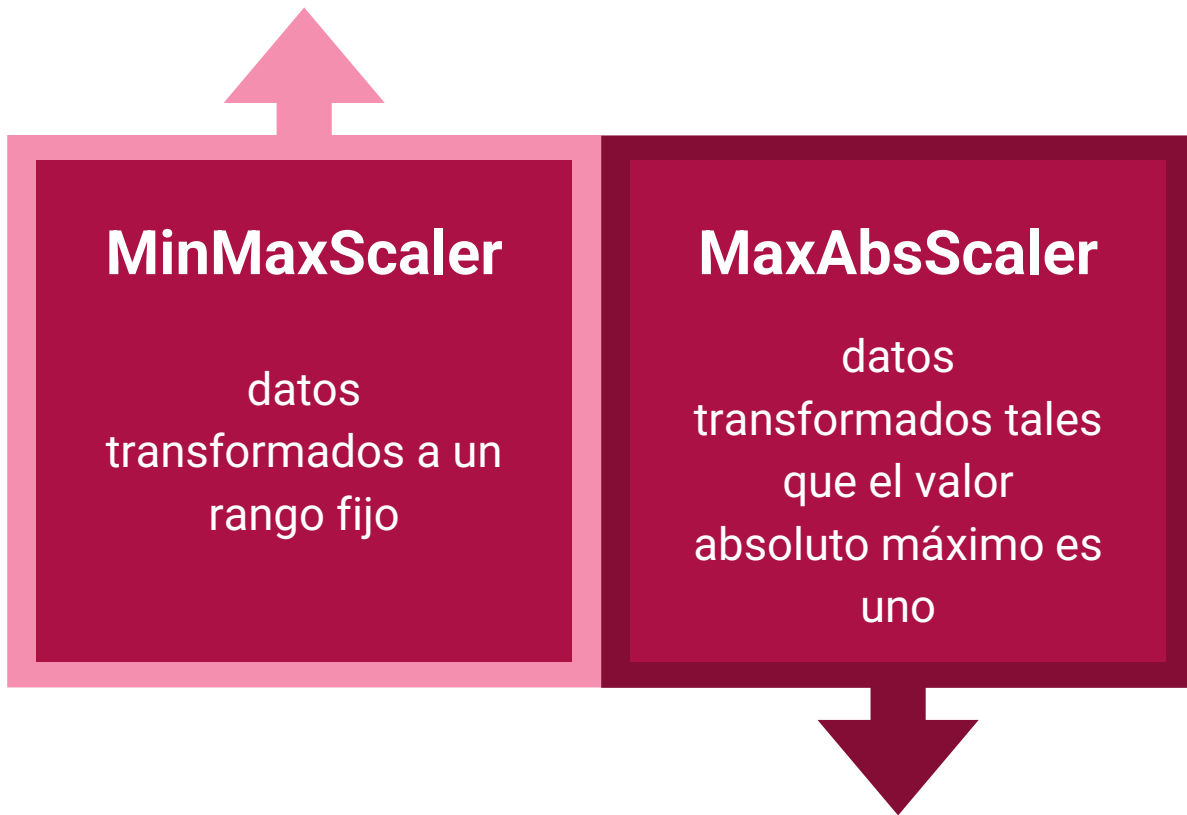 MinMaxScaler
datos
transformados a un
rango fijo
MaxAbsScaler
datos
transformados tales
que el valor
absoluto máximo es
uno